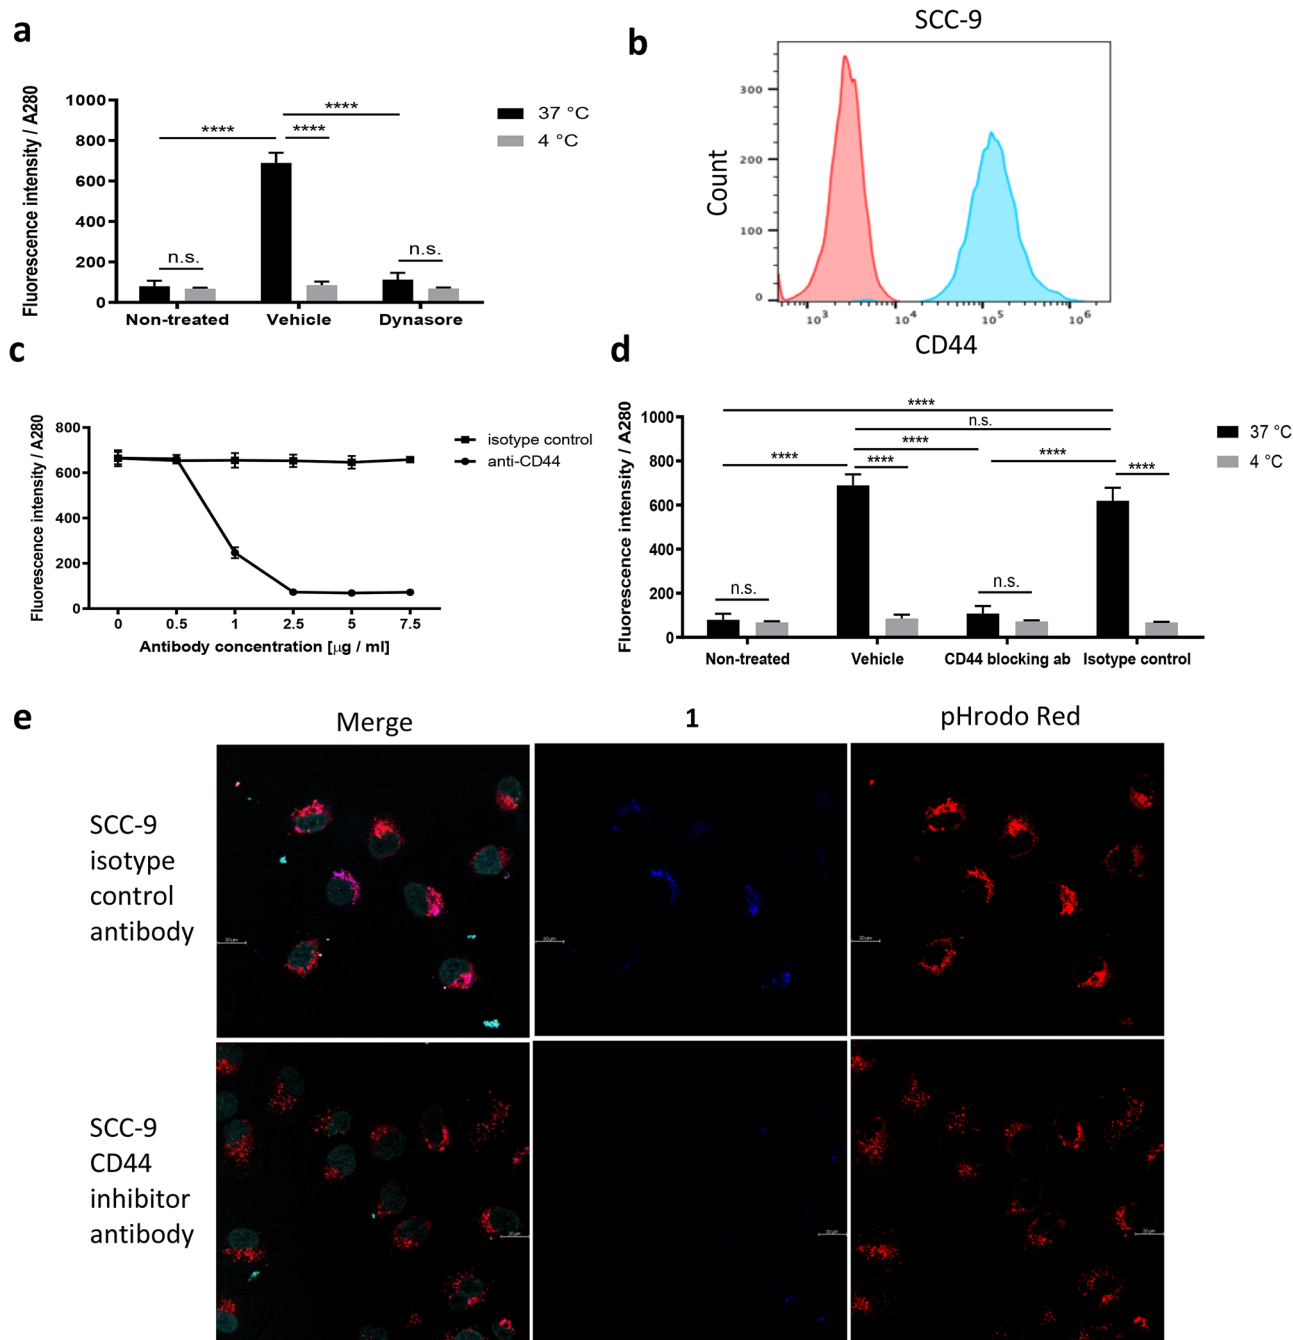 a
Fluorescence intensity / A280
1000
800
600
400
200
0
****
****
****
n.s.
n.s.
37 °C
4 °C
Non-treated
Vehicle
Dynasore
b
SCC-9
Count
300
200
100
0
10³
10⁴
10⁵
10⁶
CD44
c
Fluorescence intensity / A280
800
600
400
200
0
isotype control
anti-CD44
0
0.5
1
2.5
5
7.5
Antibody concentration [µg / ml]
d
Fluorescence intensity / A280
1000
800
600
400
200
0
****
n.s.
****
****
****
****
****
n.s.
n.s.
37 °C
4 °C
Non-treated
Vehicle
CD44 blocking ab
Isotype control
e
Merge
1
pHrodo Red
SCC-9
isotype
control
antibody
SCC-9
CD44
inhibitor
antibody